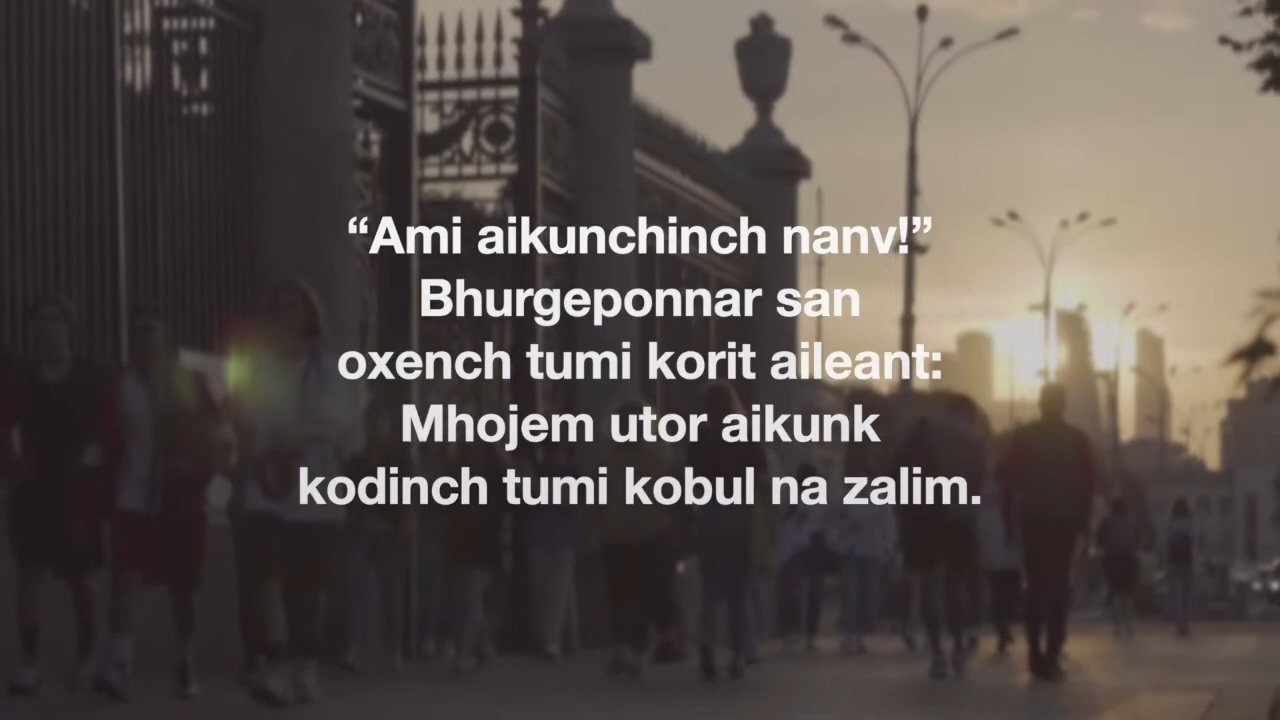 “Ami aikunchinch nanv!”
Bhurgeponnar san
oxench tumi korit aileant:
Mhojem utor aikunk
kodinch tumi kobul na zalim.